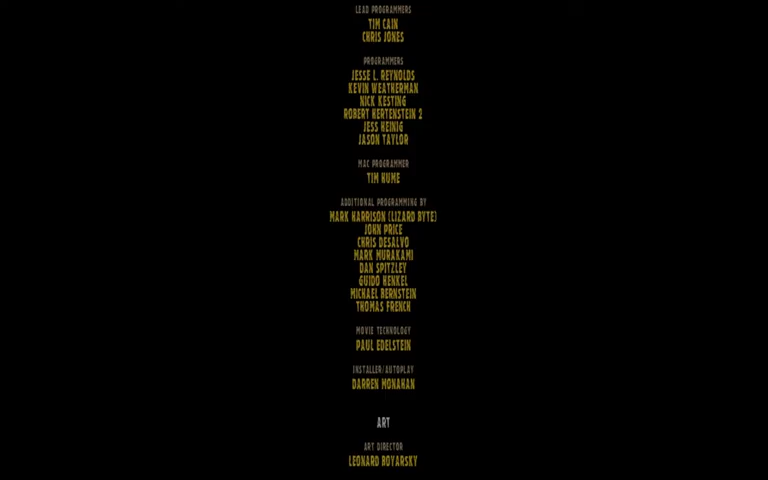 LEAD PROGRAMMERS
TIM CAIN
CHRIS JONES
PROGRAMMERS
JESSE L. REYNOLDS
KEVIN WEATHERMAN
NICK KESTING
ROBERT HERTENSTEIN 2
JESS HEINIG
JASON TAYLOR
MAC PROGRAMMER
TIM HUME
ADDITIONAL PROGRAMMING BY
MARK HARRISON (LIZARD BYTE)
JOHN PRICE
CHRIS DESALVO
MARK MURAKAMI
DAN SPITZLEY
GUIDO HENKEL
MICHAEL BERNSTEIN
THOMAS FRENCH
MOVIE TECHNOLOGY
PAUL EDELSTEIN
INSTALLER/AUTOPLAY
DARREN MONAHAN
ART
ART DIRECTOR
LEONARD BOYARSKY